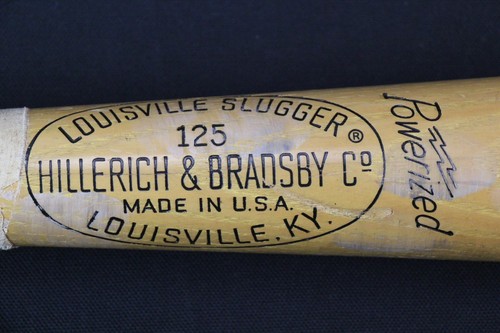 LOUISVILLE SLUGGER®
125
HILLERICH & BRADSBY Cº
MADE IN U.S.A.
LOUISVILLE, KY.
Powerized